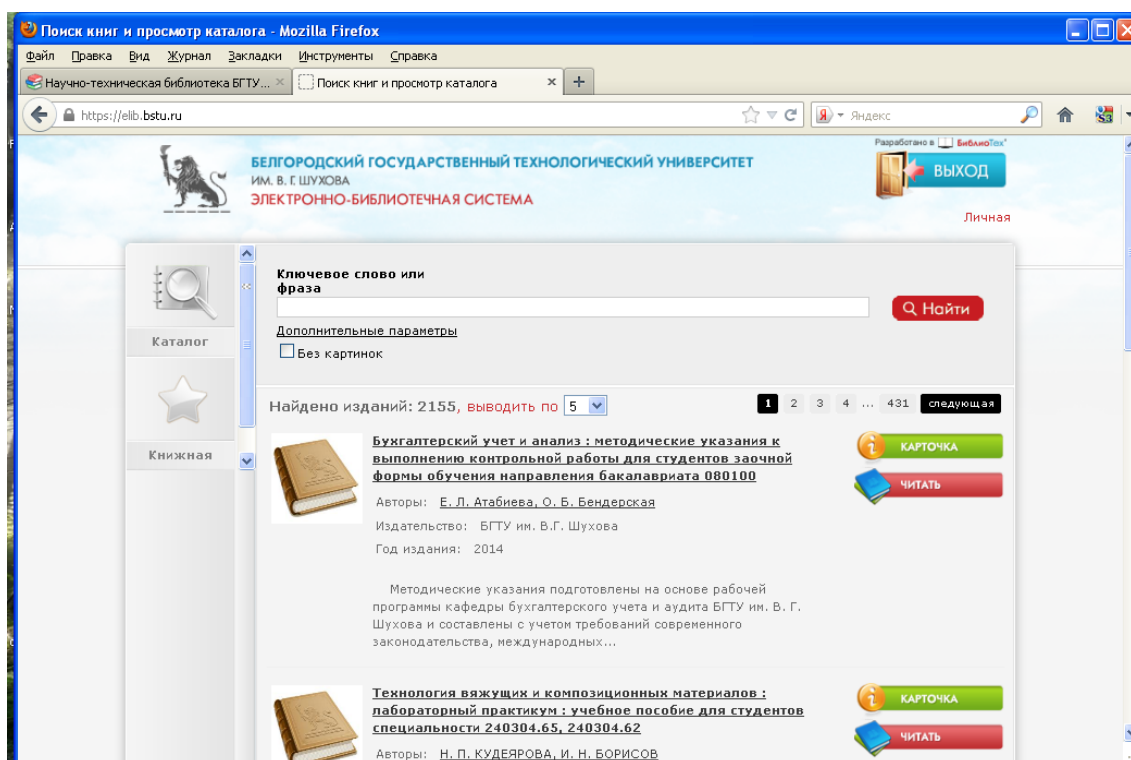 Поиск книг и просмотр каталога - Mozilla Firefox
Файл Правка Вид Журнал Закладки Инструменты Справка
Научно-техническая библиотека БГТУ... × Поиск книг и просмотр каталога × +
https://elib.bstu.ru Яндекс
Разработано в БиблиоТех
БЕЛГОРОДСКИЙ ГОСУДАРСТВЕННЫЙ ТЕХНОЛОГИЧЕСКИЙ УНИВЕРСИТЕТ
ИМ. В. Г. ШУХОВА
ЭЛЕКТРОННО-БИБЛИОТЕЧНАЯ СИСТЕМА
ВЫХОД
Личная
Каталог
Книжная
Ключевое слово или
фраза
Найти
Дополнительные параметры
Без картинок
Найдено изданий: 2155, выводить по 5
1 2 3 4 ... 431 следующая
Бухгалтерский учет и анализ : методические указания к
выполнению контрольной работы для студентов заочной
формы обучения направления бакалавриата 080100
Авторы: Е. Л. Атабиева, О. Б. Бендерская
Издательство: БГТУ им. В.Г. Шухова
Год издания: 2014
Методические указания подготовлены на основе рабочей
программы кафедры бухгалтерского учета и аудита БГТУ им. В. Г.
Шухова и составлены с учетом требований современного
законодательства, международных...
КАРТОЧКА
ЧИТАТЬ
Технология вяжущих и композиционных материалов :
лабораторный практикум : учебное пособие для студентов
специальности 240304.65, 240304.62
Авторы: Н. П. КУДЕЯРОВА, И. Н. БОРИСОВ
КАРТОЧКА
ЧИТАТЬ